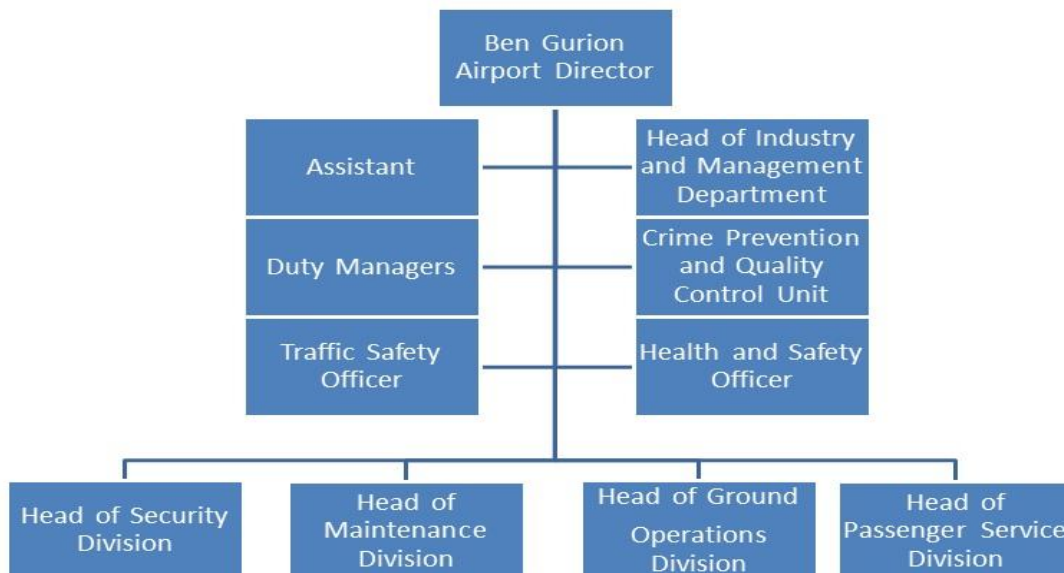 Ben Gurion
Airport Director
Assistant
Head of Industry
and Management
Department
Duty Managers
Crime Prevention
and Quality
Control Unit
Traffic Safety
Officer
Health and Safety
Officer
Head of Security
Division
Head of
Maintenance
Division
Head of Ground
Operations
Division
Head of
Passenger Service
Division